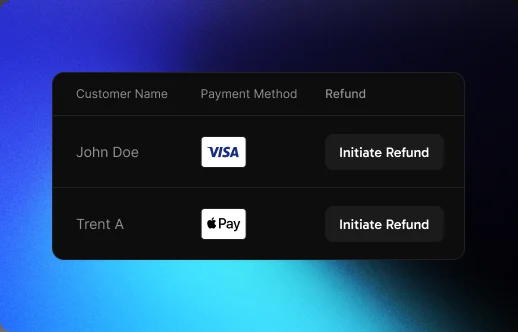 Customer Name Payment Method Refund
John Doe VISA Initiate Refund
Trent A Pay Initiate Refund